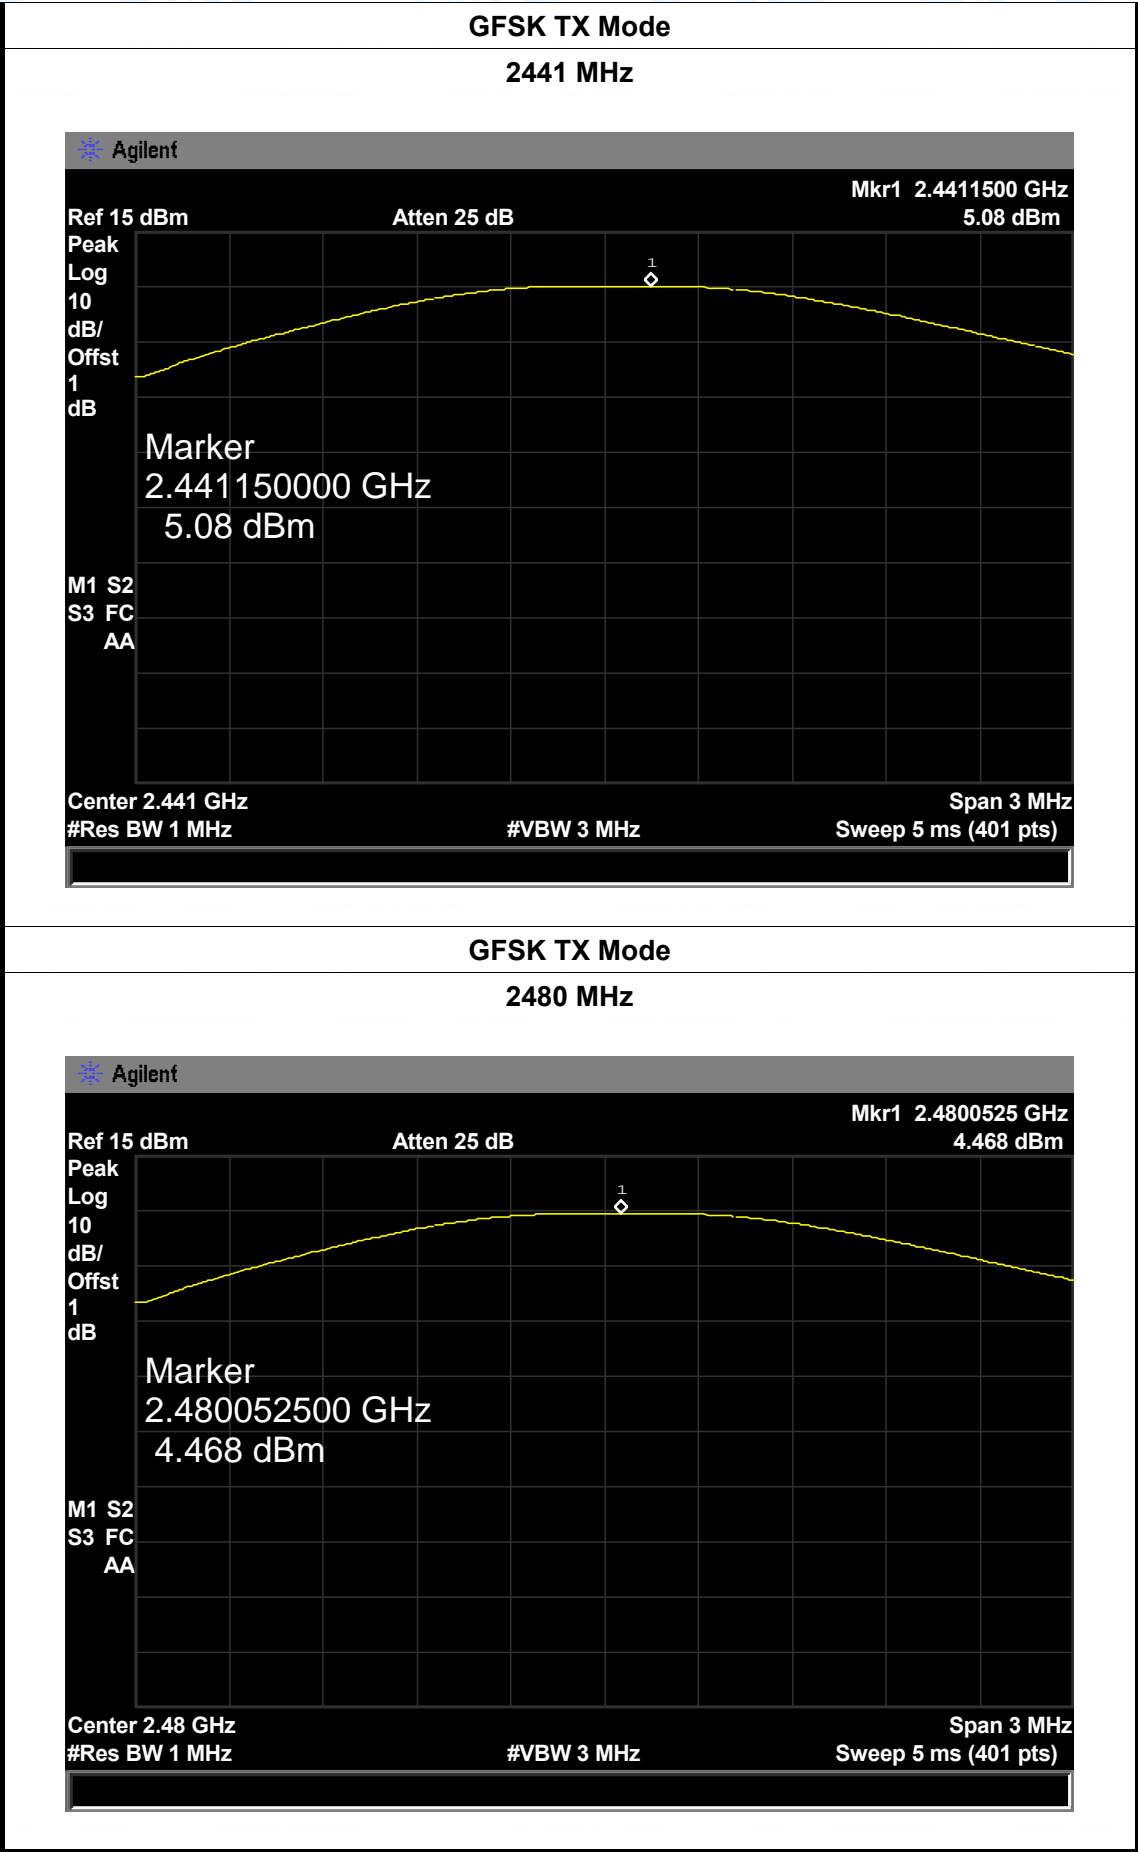 GFSK TX Mode
2441 MHz
Agilent
Mkr1 2.4411500 GHz
Ref 15 dBm Atten 25 dB 5.08 dBm
Peak
Log
10
dB/
Offst
1
dB
1
Marker
2.441150000 GHz
5.08 dBm
M1 S2
S3 FC
AA
Center 2.441 GHz Span 3 MHz
#Res BW 1 MHz #VBW 3 MHz Sweep 5 ms (401 pts)
GFSK TX Mode
2480 MHz
Agilent
Mkr1 2.4800525 GHz
Ref 15 dBm Atten 25 dB 4.468 dBm
Peak
Log
10
dB/
Offst
1
dB
1
Marker
2.480052500 GHz
4.468 dBm
M1 S2
S3 FC
AA
Center 2.48 GHz Span 3 MHz
#Res BW 1 MHz #VBW 3 MHz Sweep 5 ms (401 pts)